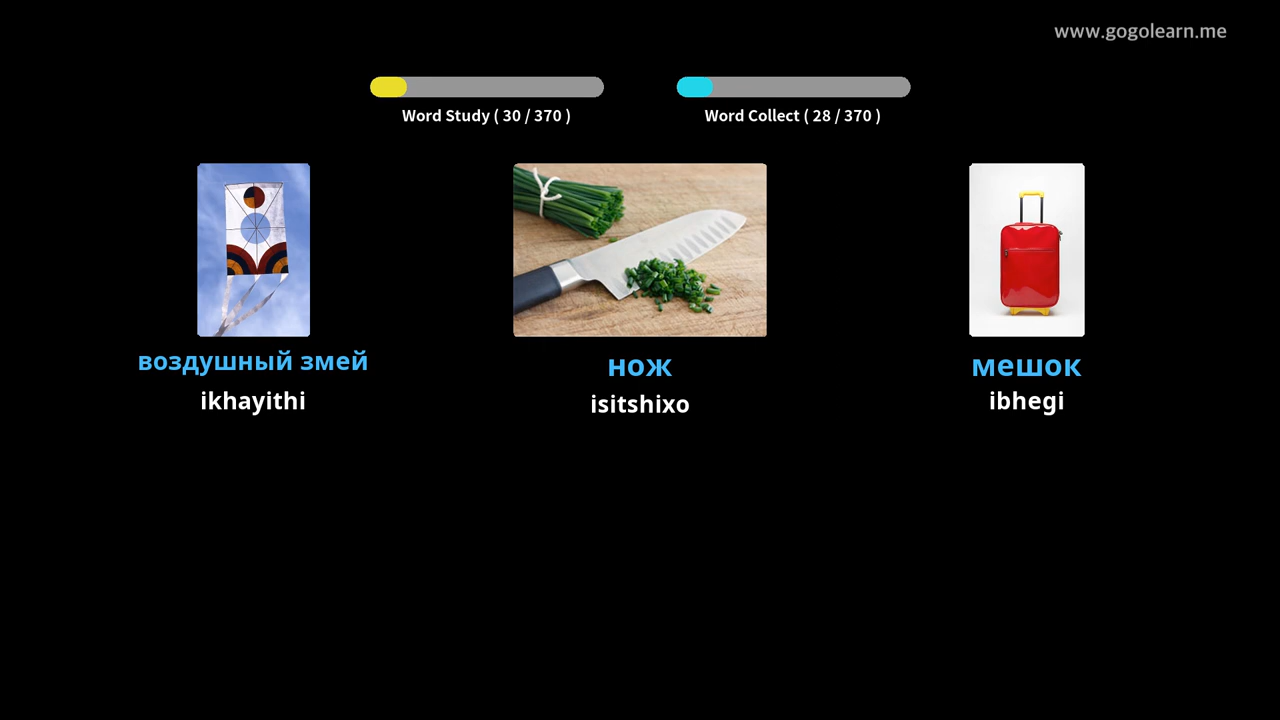 www.gogolearn.me
Word Study ( 30 / 370 )
Word Collect ( 28 / 370 )
воздушный змей
ikhayithi
нож
isitshixo
мешок
ibhegi